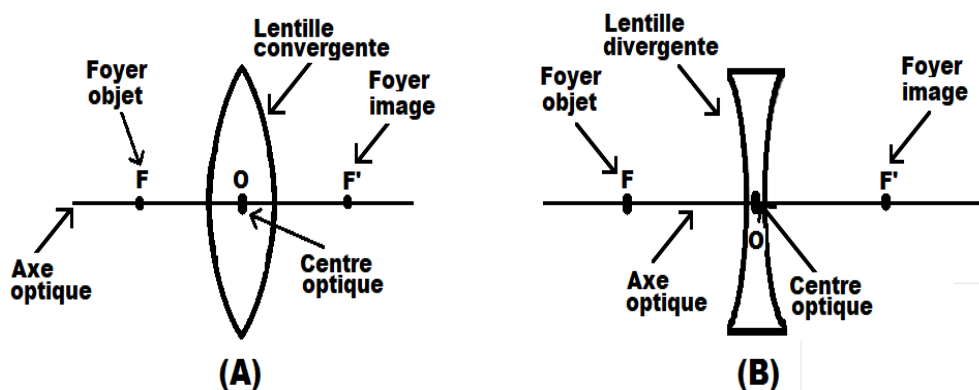 Lentille
convergente
Foyer
objet
Foyer
image
F
O
F'
Axe
optique
Centre
optique
(A)
Lentille
divergente
Foyer
objet
Foyer
image
F
F'
O
Axe
optique
Centre
optique
(B)